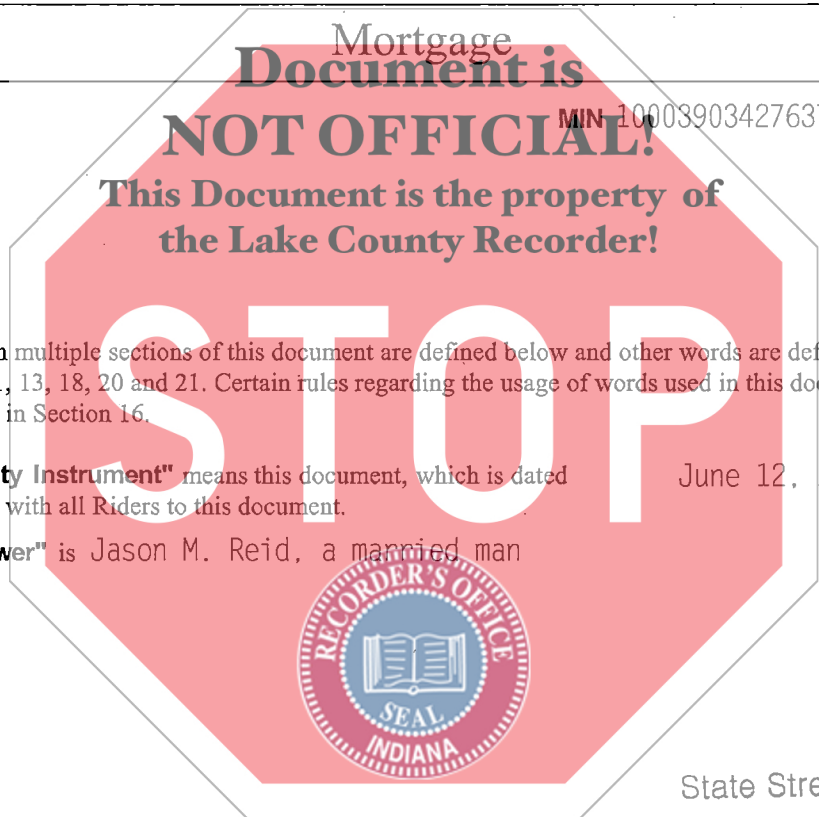 Mortgage
Document is
NOT OFFICIAL!
MIN 10003903427637
This Document is the property of
the Lake County Recorder!
STOP
multiple sections of this document are defined below and other words are def
, 13, 18, 20 and 21. Certain rules regarding the usage of words used in this do
in Section 16.
ty Instrument" means this document, which is dated June 12,
with all Riders to this document.
wer" is Jason M. Reid, a married man
RECORDER'S OFFICE
SEAL
INDIANA
State Stre